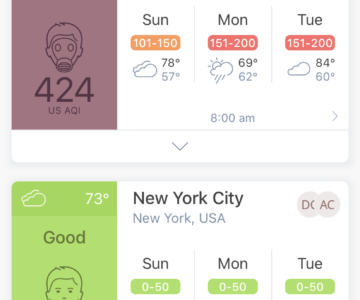 Sun Mon Tue
101-150 151-200 151-200
78° 69° 84°
57° 62° 60°
424
US AQI
8:00 am
73° New York City DC AC
New York, USA
Good
Sun Mon Tue
0-50 0-50 0-50